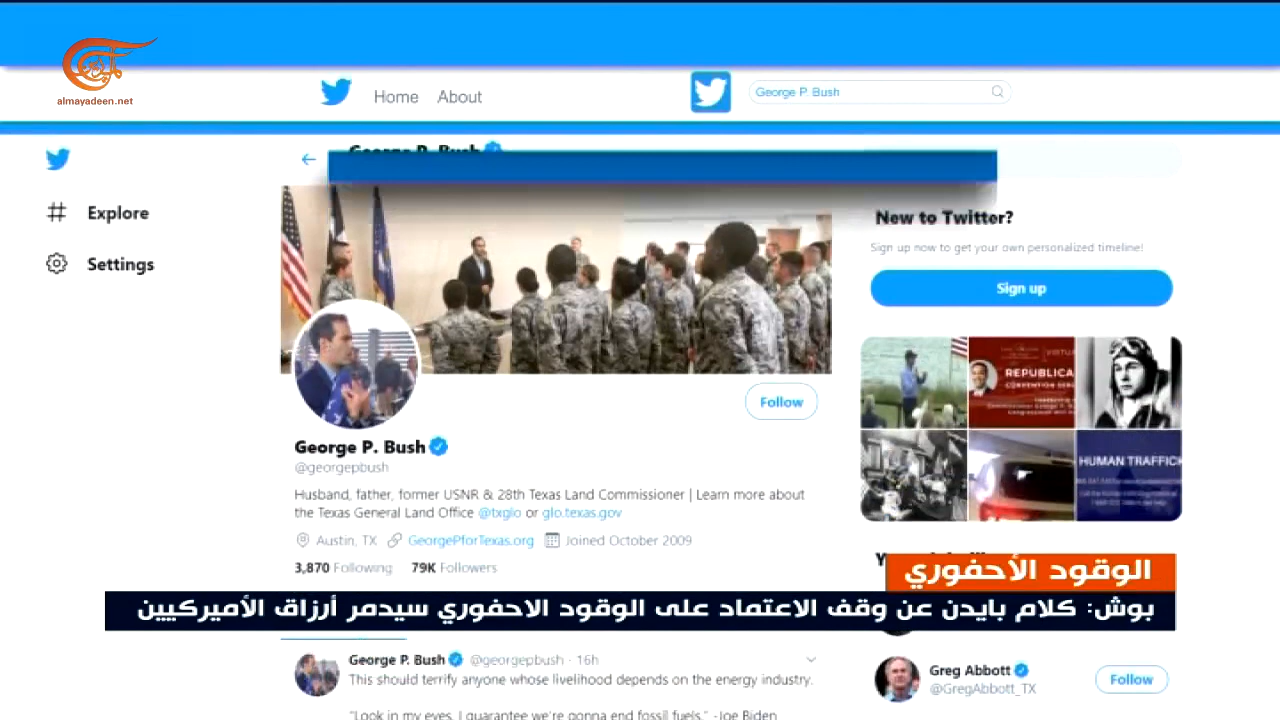 almayadeen.net
Home About
George P. Bush
George P. Bush
Explore
Settings
New to Twitter?
Sign up now to get your own personalized timeline!
Sign up
REPUBLICA
HUMAN TRAFFICK
Follow
George P. Bush
@georgepbush
Husband, father, former USNR & 28th Texas Land Commissioner | Learn more about
the Texas General Land Office @txglo or glo.texas.gov
Austin, TX GeorgePforTexas.org Joined October 2009
3,870 Following 79K Followers
الوقود الأحفوري
بوش: كلام بايدن عن وقف الاعتماد على الوقود الاحفوري سيدمر أرزاق الأميركيين
George P. Bush @georgepbush · 16h
This should terrify anyone whose livelihood depends on the energy industry.
"Look in my eyes, I guarantee we're gonna end fossil fuels." -Joe Biden
Greg Abbott
@GregAbbott_TX
Follow